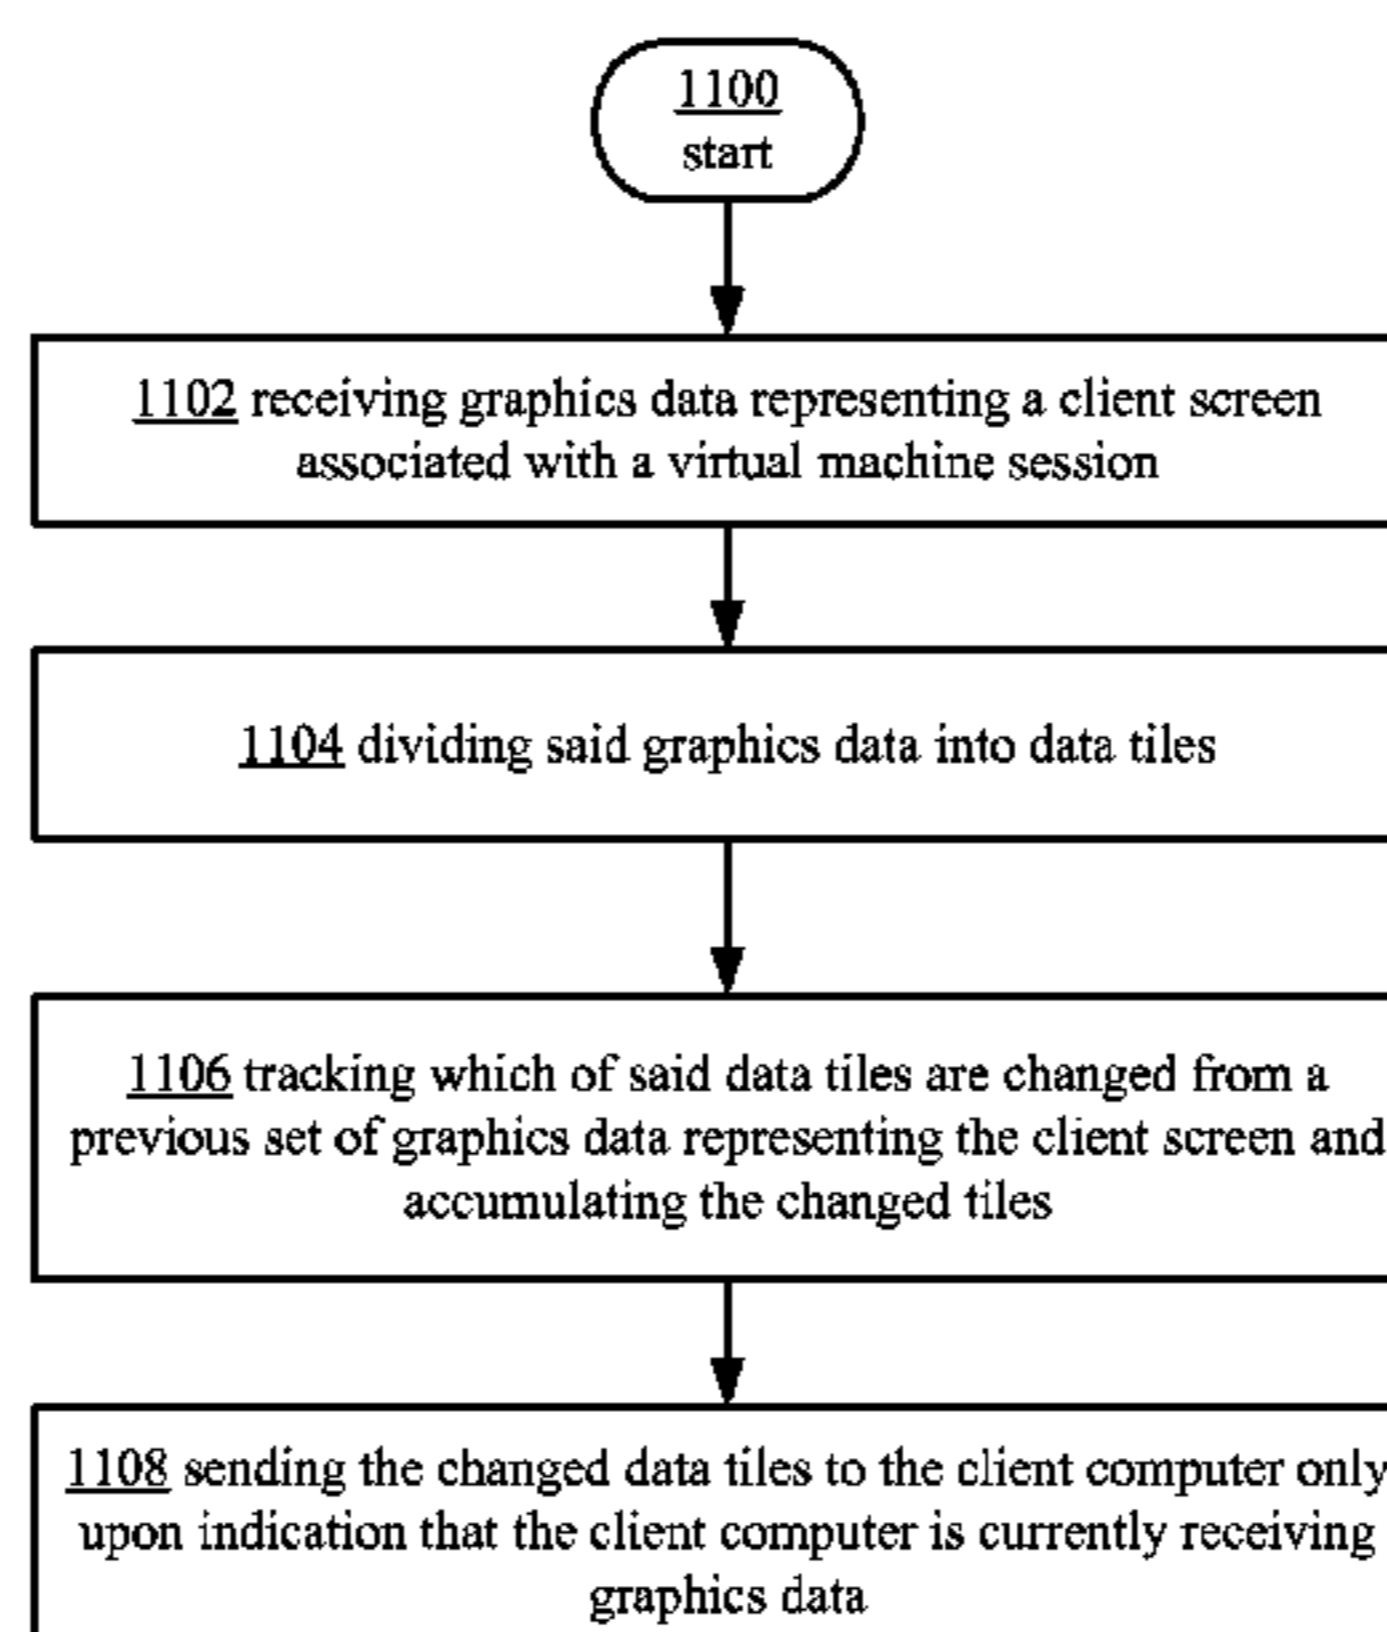 1100
start
1102 receiving graphics data representing a client screen
associated with a virtual machine session
1104 dividing said graphics data into data tiles
1106 tracking which of said data tiles are changed from a
previous set of graphics data representing the client screen and
accumulating the changed tiles
1108 sending the changed data tiles to the client computer only
upon indication that the client computer is currently receiving
graphics data